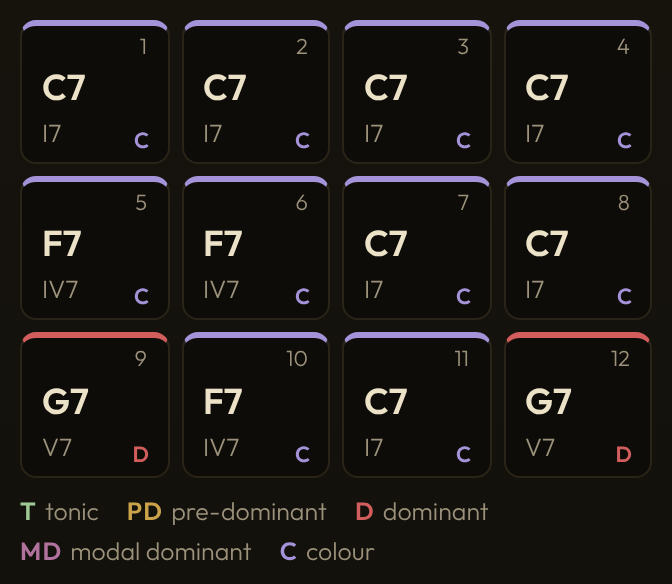 1 2 3 4
C7 C7 C7 C7
I7 C I7 C I7 C I7 C
5 6 7 8
F7 F7 C7 C7
IV7 C IV7 C I7 C I7 C
9 10 11 12
G7 F7 C7 G7
V7 D IV7 C I7 C V7 D
T tonic PD pre-dominant D dominant
MD modal dominant C colour